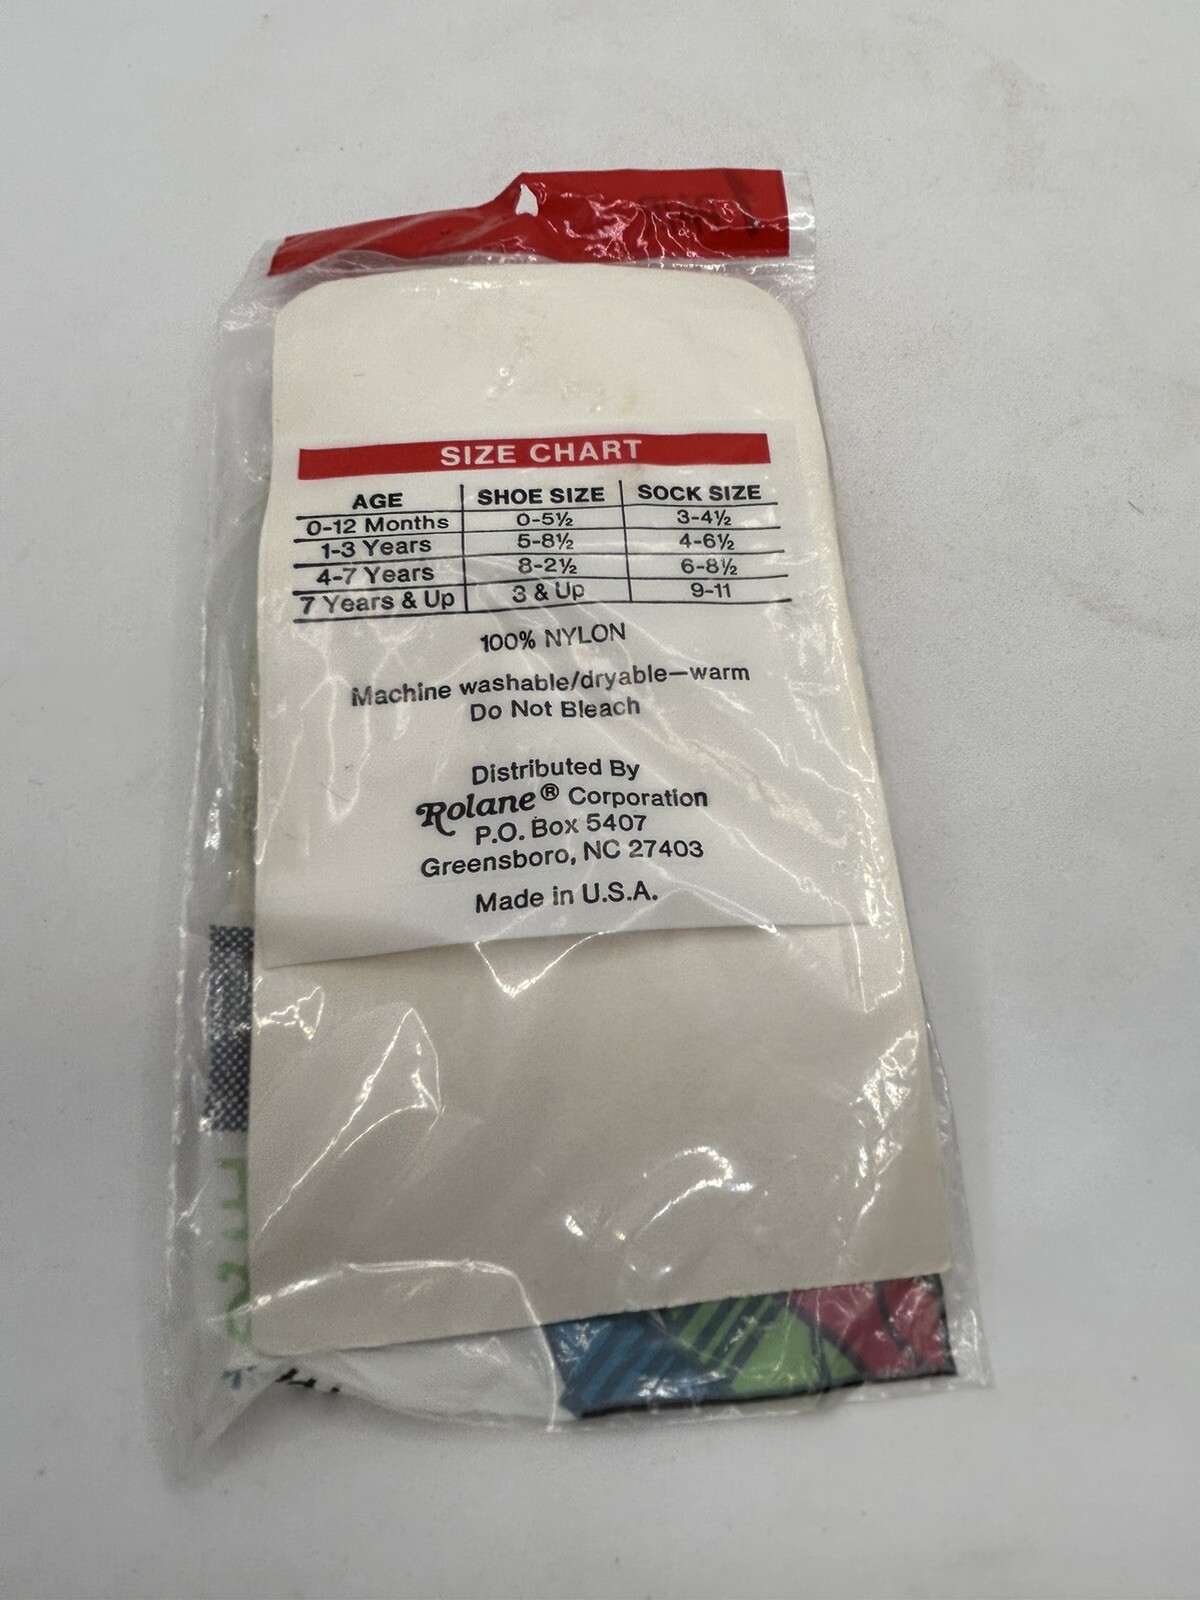 SIZE CHART
AGE SHOE SIZE SOCK SIZE
0-12 Months 0-5½ 3-4½
1-3 Years 5-8½ 4-6½
4-7 Years 8-2½ 6-8½
7 Years & Up 3 & Up 9-11
100% NYLON
Machine washable/dryable—warm
Do Not Bleach
Distributed By
Rolane® Corporation
P.O. Box 5407
Greensboro, NC 27403
Made in U.S.A.